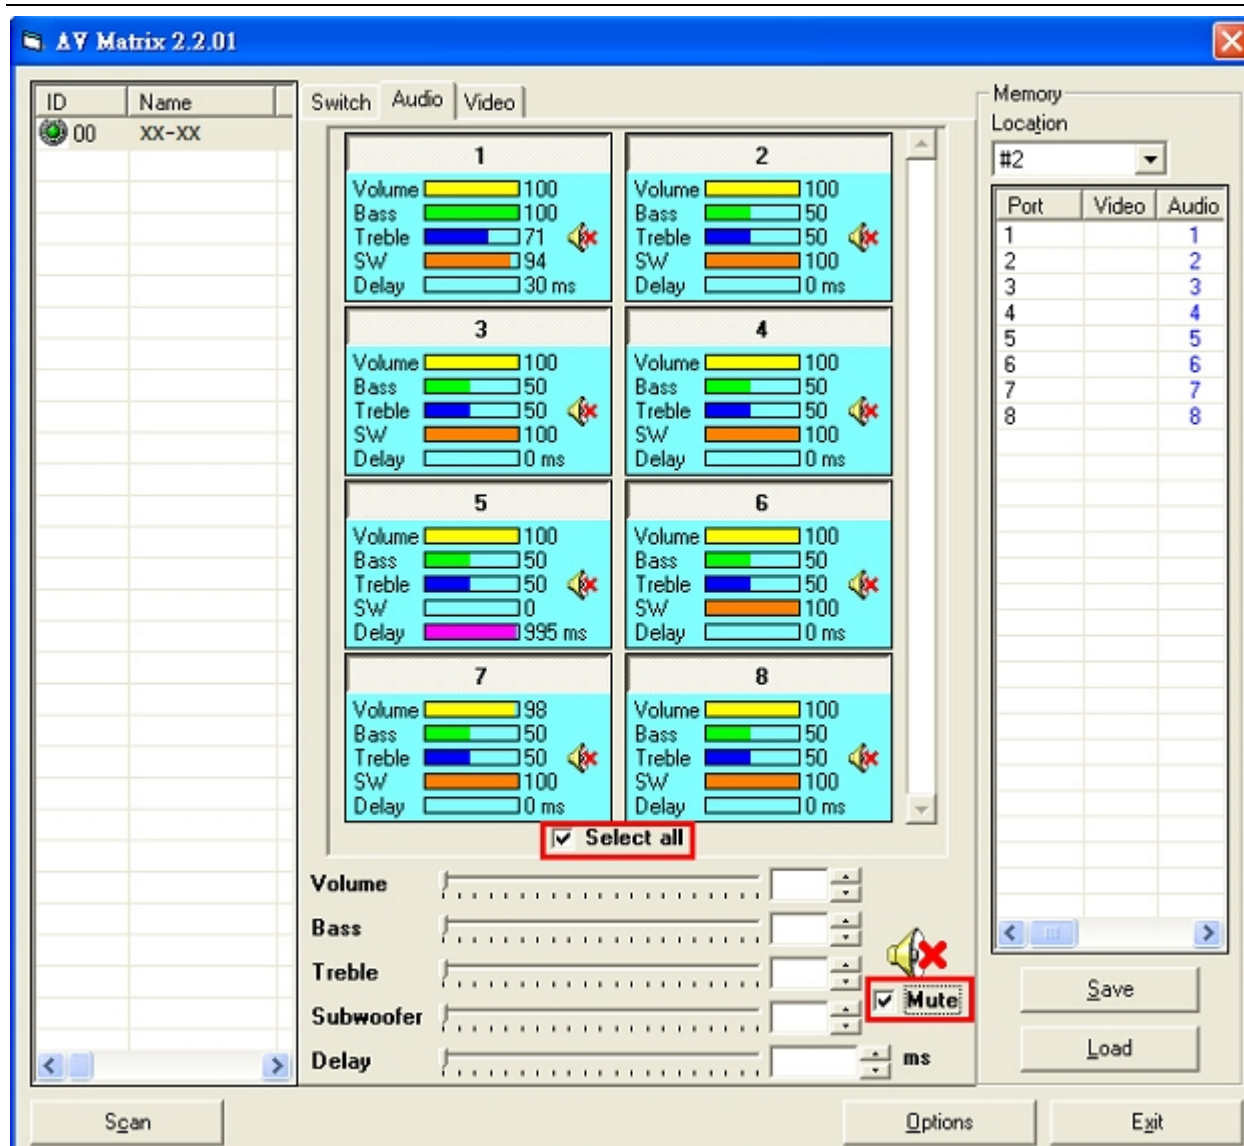 AV Matrix 2.2.01
ID Name
00 XX-XX
Switch Audio Video
1
Volume 100
Bass 100
Treble 71
SW 94
Delay 30 ms
2
Volume 100
Bass 50
Treble 50
SW 100
Delay 0 ms
3
Volume 100
Bass 50
Treble 50
SW 100
Delay 0 ms
4
Volume 100
Bass 50
Treble 50
SW 100
Delay 0 ms
5
Volume 100
Bass 50
Treble 50
SW 0
Delay 995 ms
6
Volume 100
Bass 50
Treble 50
SW 100
Delay 0 ms
7
Volume 98
Bass 50
Treble 50
SW 100
Delay 0 ms
8
Volume 100
Bass 50
Treble 50
SW 100
Delay 0 ms
Select all
Volume
Bass
Treble
Subwoofer
Delay ms
Mute
Memory
Location
#2
Port Video Audio
1 1
2 2
3 3
4 4
5 5
6 6
7 7
8 8
Save
Load
Scan
Options
Exit